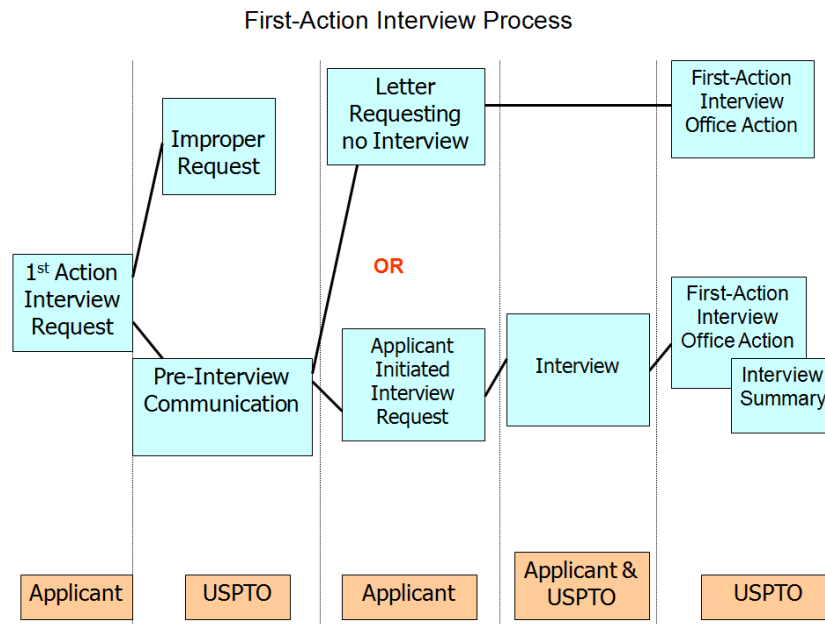 First-Action Interview Process
Improper
Request
Letter
Requesting
no Interview
First-Action
Interview
Office Action
1st Action
Interview
Request
OR
Pre-Interview
Communication
Applicant
Initiated
Interview
Request
Interview
First-Action
Interview
Office Action
Interview
Summary
Applicant
USPTO
Applicant
Applicant &
USPTO
USPTO